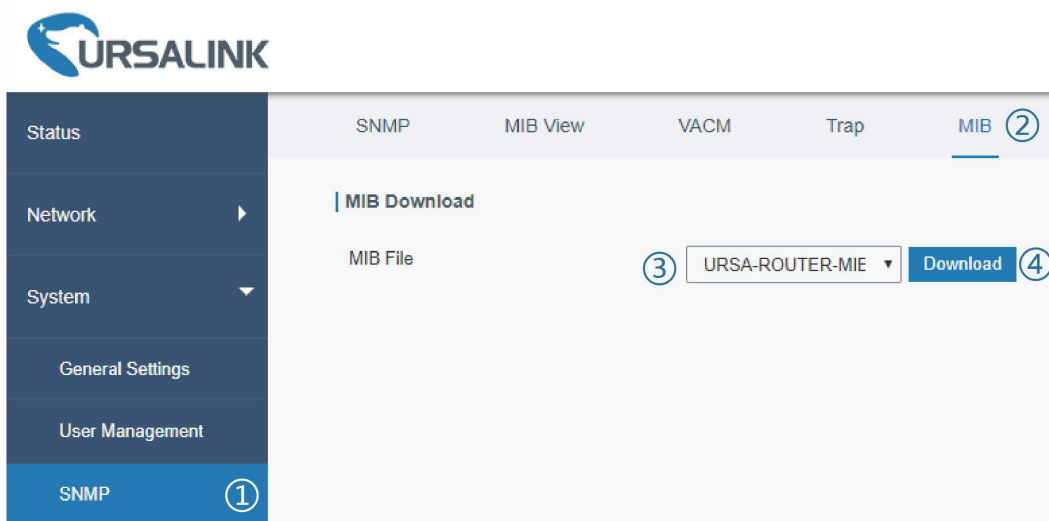 URSALINK
Status
SNMP MIB View VACM Trap MIB ②
Network
MIB Download
MIB File ③ URSA-ROUTER-MIE Download ④
System
General Settings
User Management
SNMP ①